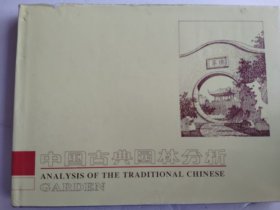 中国古典园林分析
ANALYSIS OF THE TRADITIONAL CHINESE
GARDEN